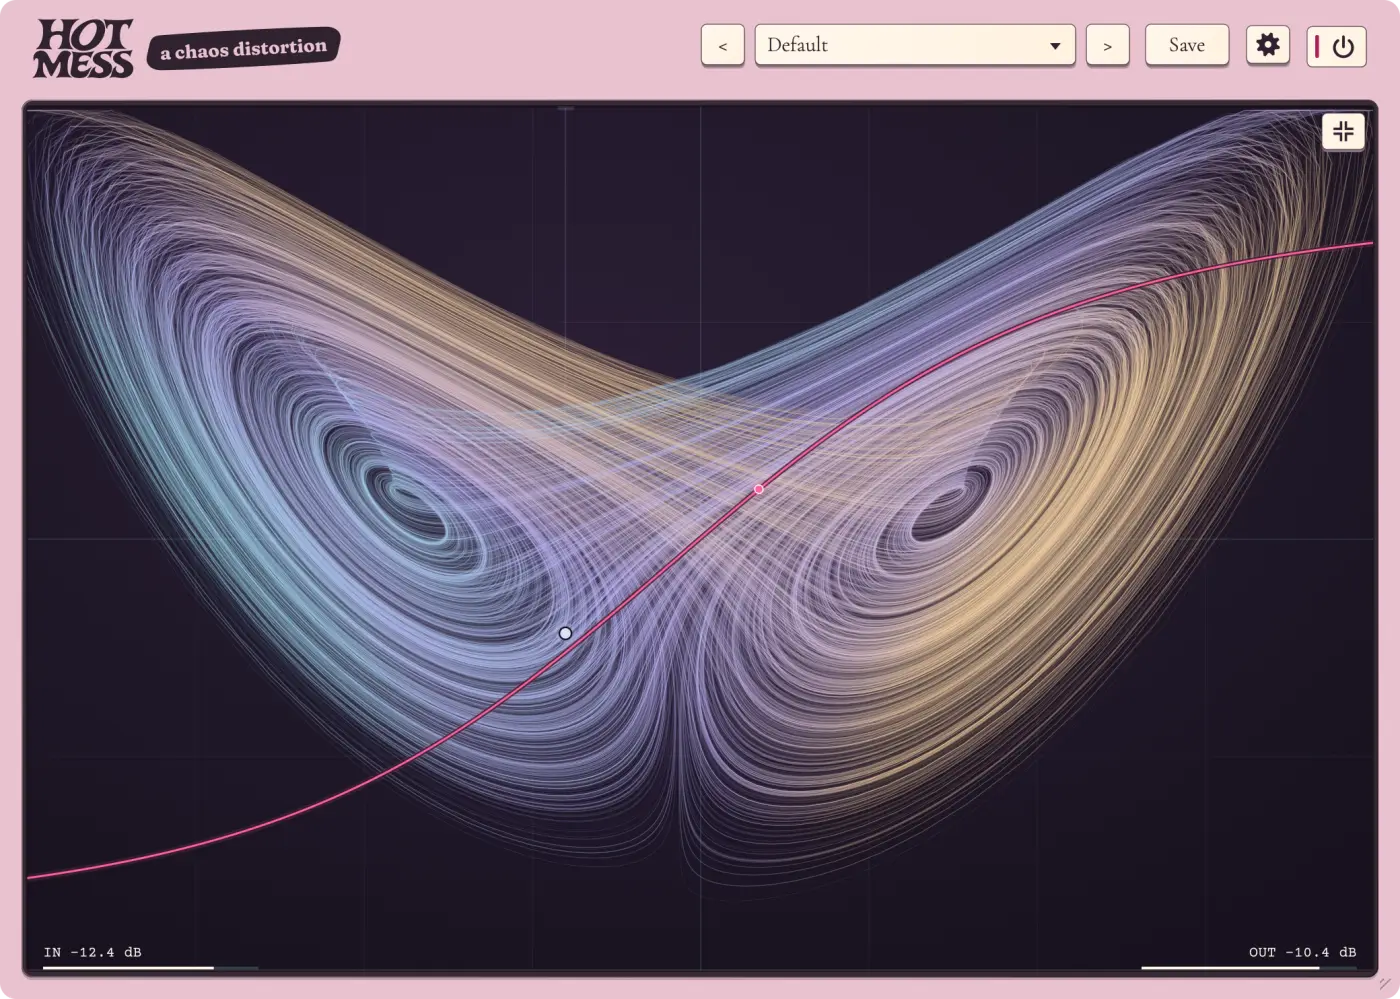 HOT
MESS
a chaos distortion
<
Default
>
Save
IN -12.4 dB
OUT -10.4 dB